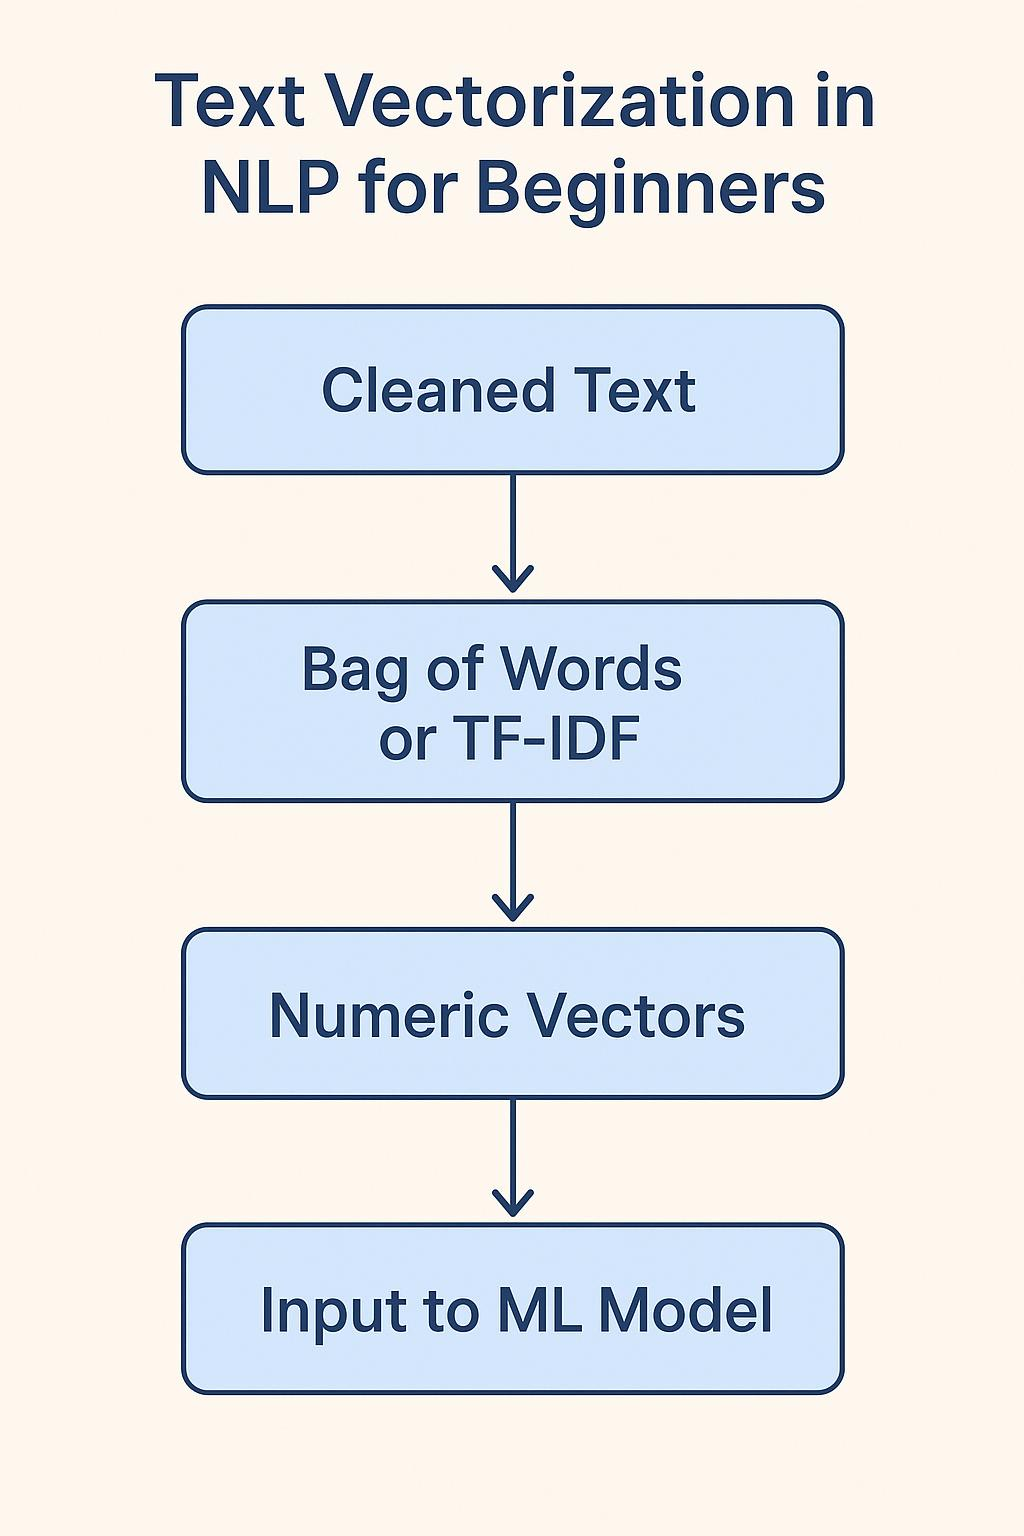 Text Vectorization in
NLP for Beginners
Cleaned Text
Bag of Words
or TF-IDF
Numeric Vectors
Input to ML Model